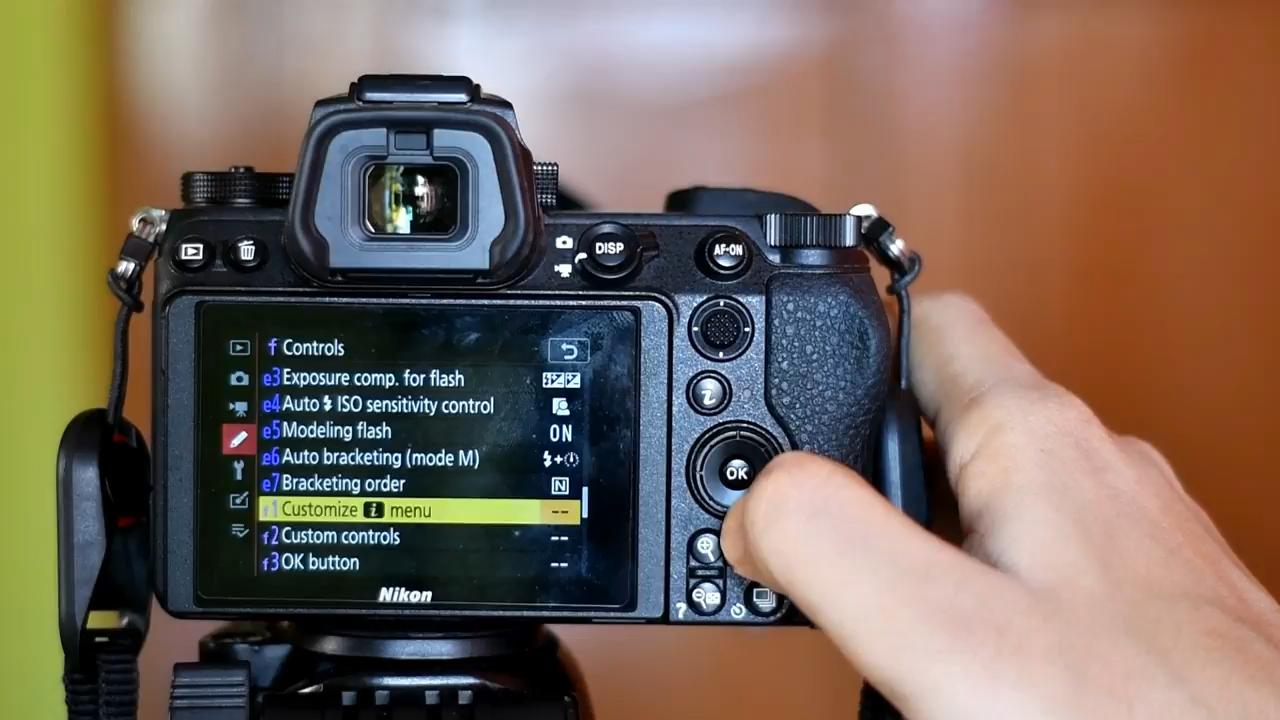 DISP
AF-ON
f Controls
e3 Exposure comp. for flash
e4 Auto ISO sensitivity control
e5 Modeling flash ON
e6 Auto bracketing (mode M)
e7 Bracketing order N
f1 Customize i menu --
f2 Custom controls --
f3 OK button --
i
OK
Nikon
?